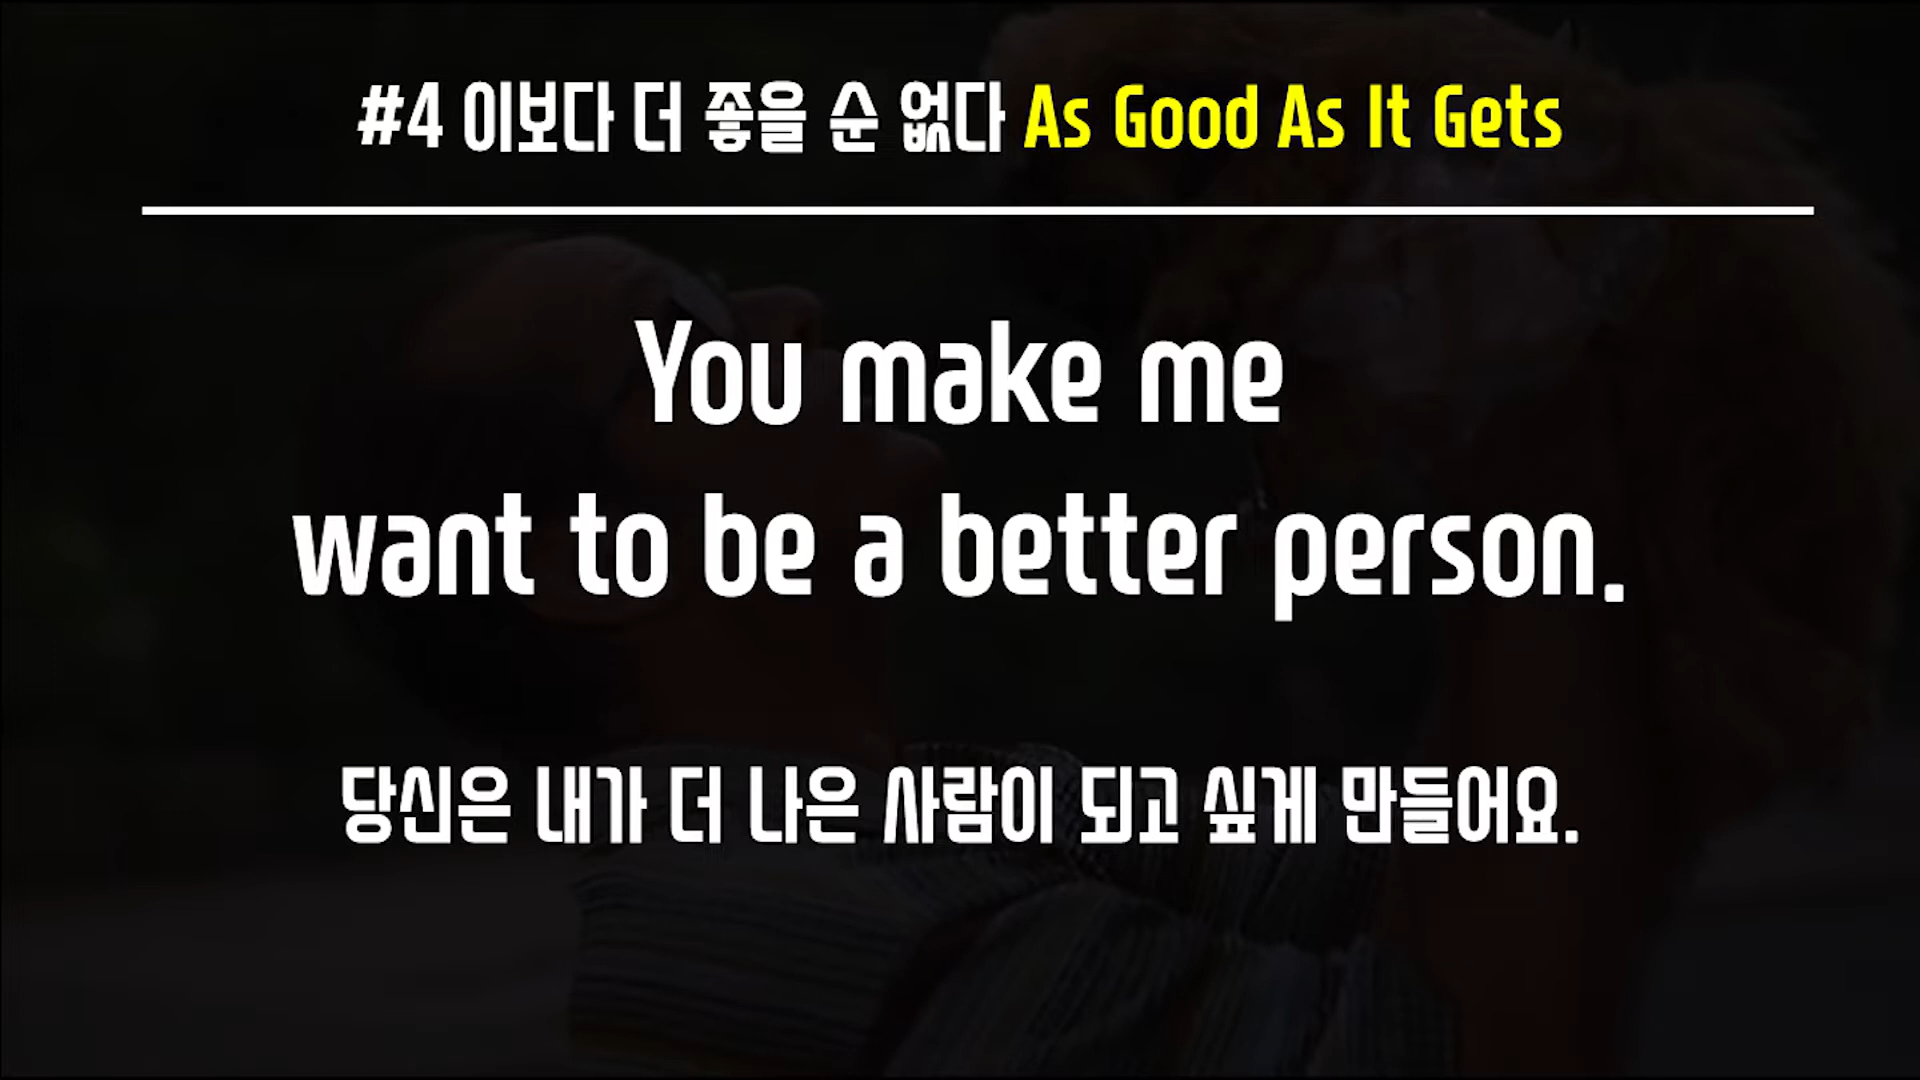 #4 이보다 더 좋을 순 없다 As Good As It Gets
You make me
want to be a better person.
당신은 내가 더 나은 사람이 되고 싶게 만들어요.